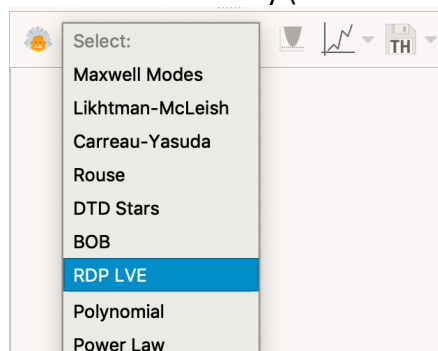 Select:
TH
Maxwell Modes
Likhtman-McLeish
Carreau-Yasuda
Rouse
DTD Stars
BOB
RDP LVE
Polynomial
Power Law